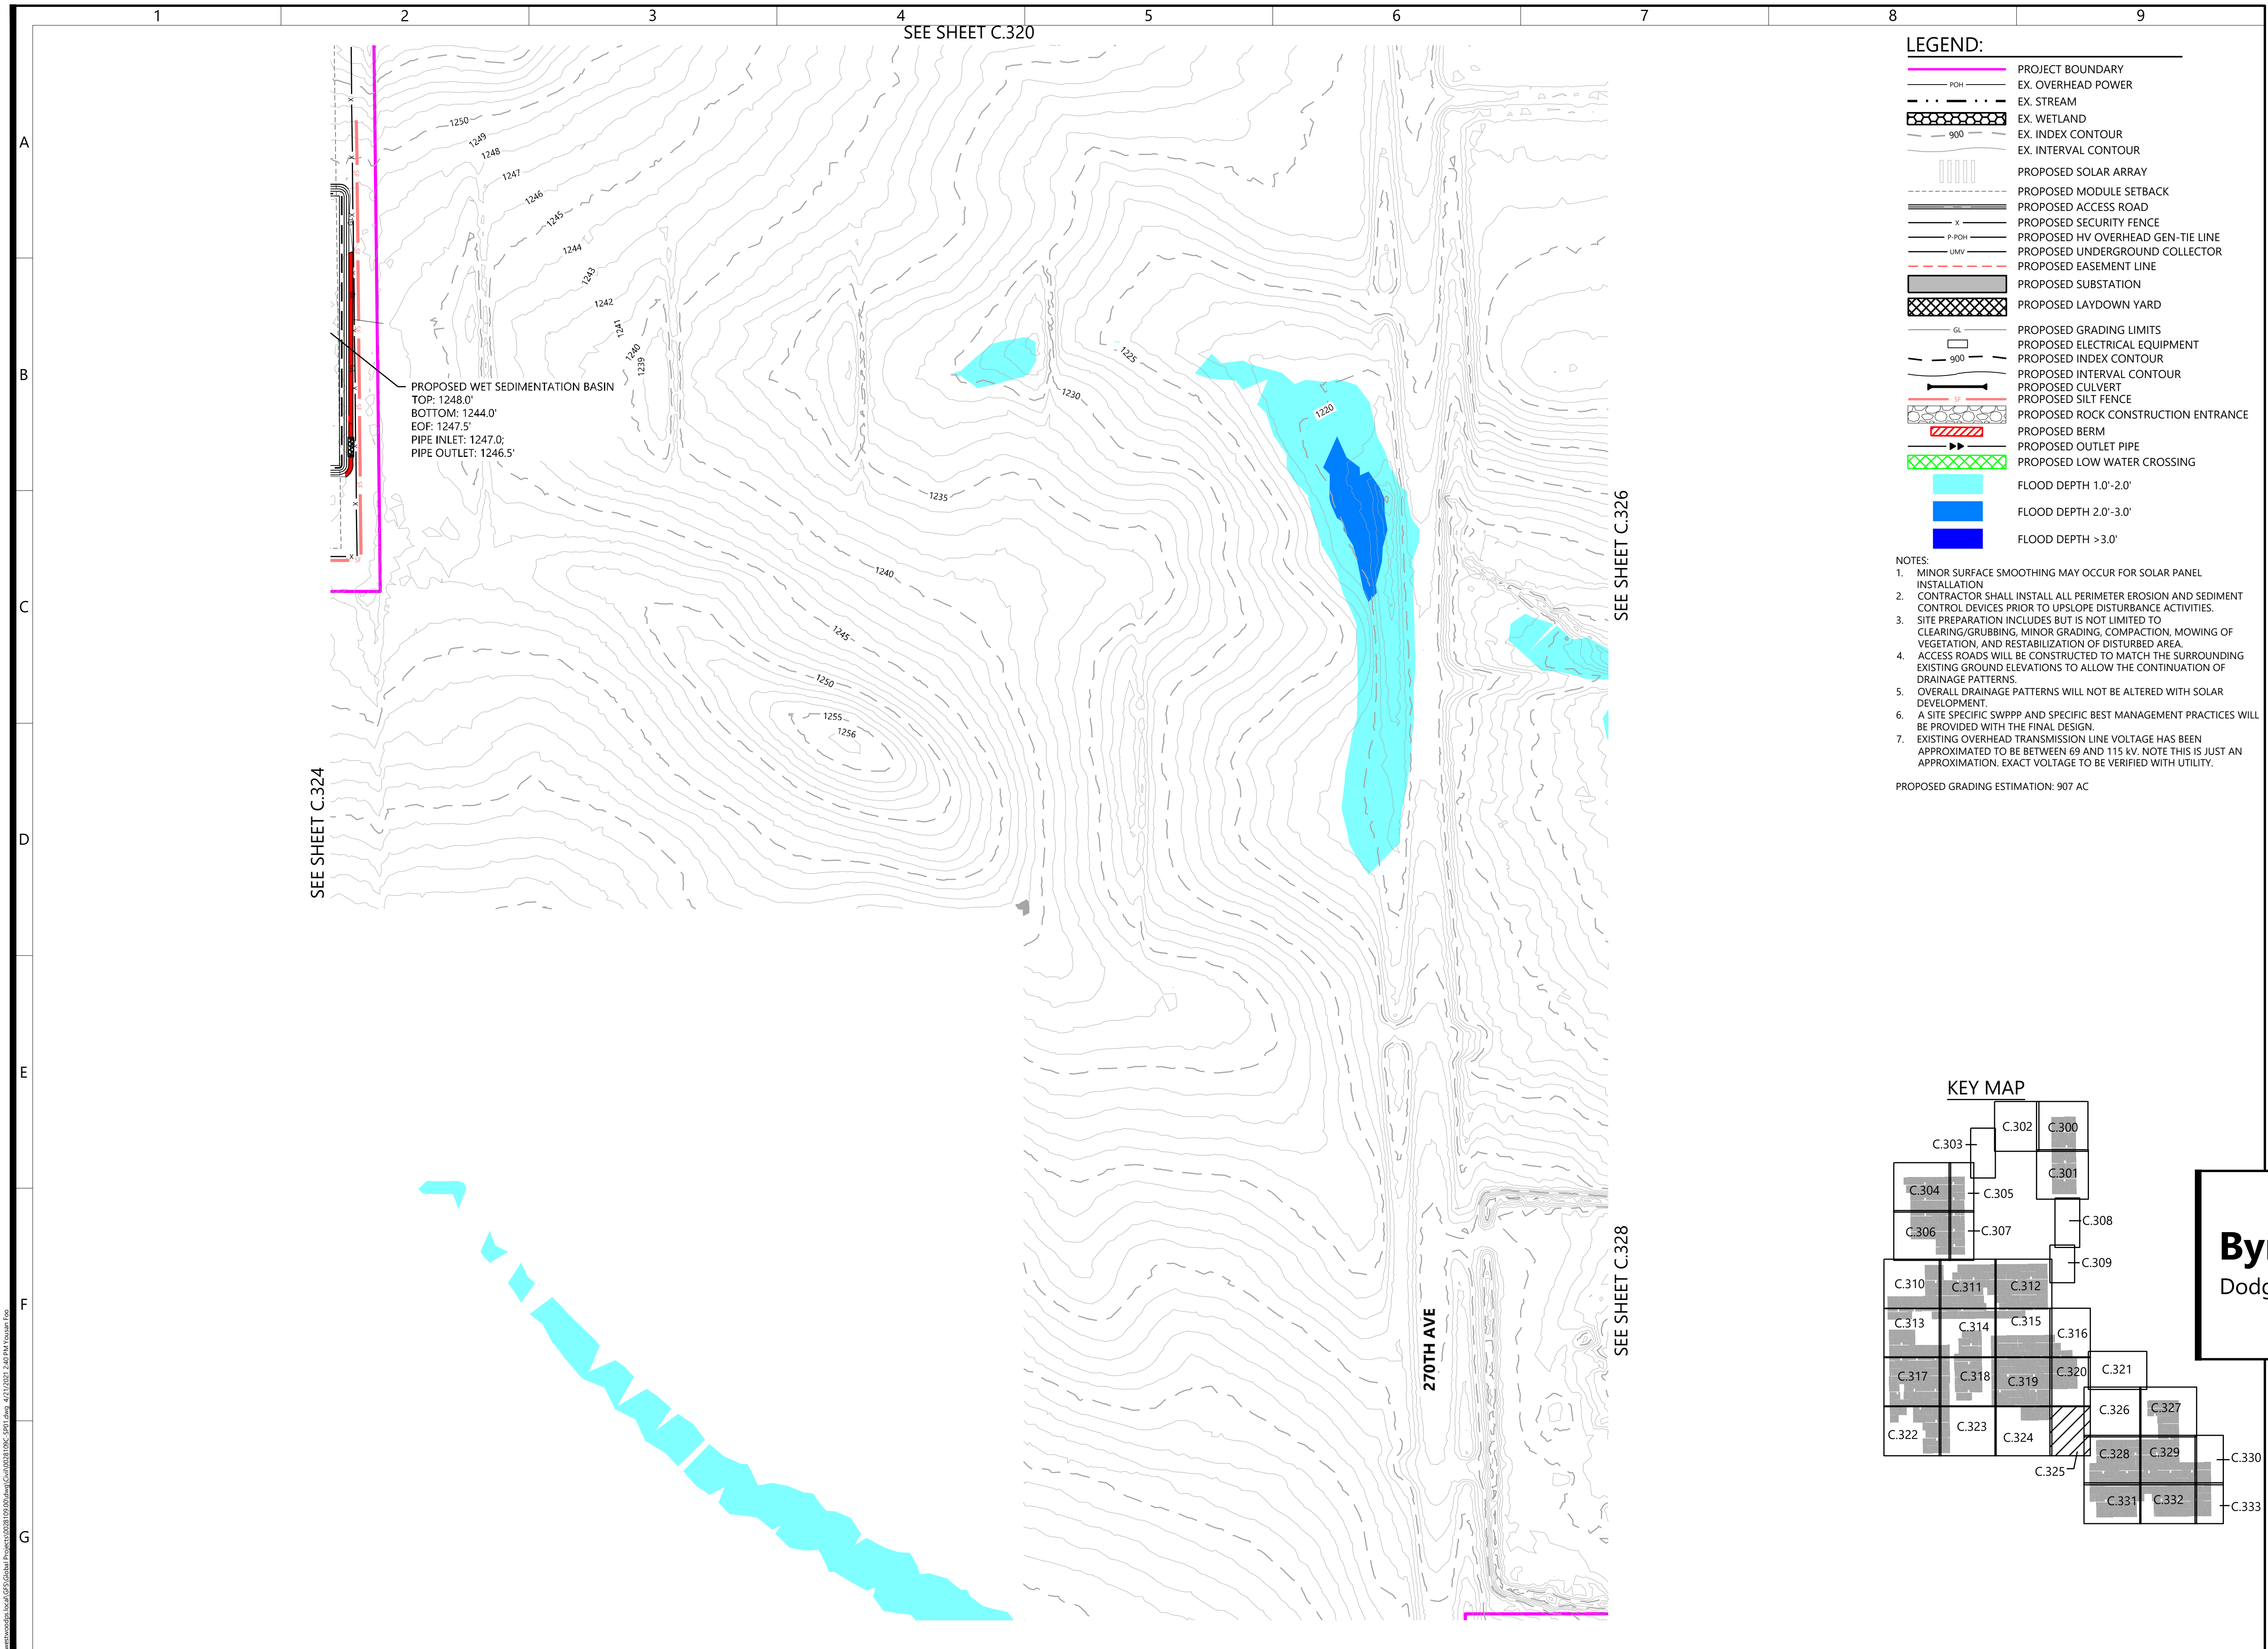 1 2 3 4 5 6 7 8 9
SEE SHEET C.320
A
B
C
D
E
F
G
1250
1249
1248
1247
1246
1245
1244
1243
1242
1241
1240
1239
1225
1230
1220
1235
1240
1245
1250
1255
1256
PROPOSED WET SEDIMENTATION BASIN
TOP: 1248.0'
BOTTOM: 1244.0'
EOF: 1247.5'
PIPE INLET: 1247.0;
PIPE OUTLET: 1246.5'
SEE SHEET C.324
SEE SHEET C.326
SEE SHEET C.328
270TH AVE
LEGEND:
PROJECT BOUNDARY
POH EX. OVERHEAD POWER
EX. STREAM
EX. WETLAND
900 EX. INDEX CONTOUR
EX. INTERVAL CONTOUR
PROPOSED SOLAR ARRAY
PROPOSED MODULE SETBACK
PROPOSED ACCESS ROAD
X PROPOSED SECURITY FENCE
P-POH PROPOSED HV OVERHEAD GEN-TIE LINE
UMV PROPOSED UNDERGROUND COLLECTOR
PROPOSED EASEMENT LINE
PROPOSED SUBSTATION
PROPOSED LAYDOWN YARD
GL PROPOSED GRADING LIMITS
PROPOSED ELECTRICAL EQUIPMENT
900 PROPOSED INDEX CONTOUR
PROPOSED INTERVAL CONTOUR
PROPOSED CULVERT
SF PROPOSED SILT FENCE
PROPOSED ROCK CONSTRUCTION ENTRANCE
PROPOSED BERM
PROPOSED OUTLET PIPE
PROPOSED LOW WATER CROSSING
FLOOD DEPTH 1.0'-2.0'
FLOOD DEPTH 2.0'-3.0'
FLOOD DEPTH >3.0'
NOTES:
1. MINOR SURFACE SMOOTHING MAY OCCUR FOR SOLAR PANEL
INSTALLATION
2. CONTRACTOR SHALL INSTALL ALL PERIMETER EROSION AND SEDIMENT
CONTROL DEVICES PRIOR TO UPSLOPE DISTURBANCE ACTIVITIES.
3. SITE PREPARATION INCLUDES BUT IS NOT LIMITED TO
CLEARING/GRUBBING, MINOR GRADING, COMPACTION, MOWING OF
VEGETATION, AND RESTABILIZATION OF DISTURBED AREA.
4. ACCESS ROADS WILL BE CONSTRUCTED TO MATCH THE SURROUNDING
EXISTING GROUND ELEVATIONS TO ALLOW THE CONTINUATION OF
DRAINAGE PATTERNS.
5. OVERALL DRAINAGE PATTERNS WILL NOT BE ALTERED WITH SOLAR
DEVELOPMENT.
6. A SITE SPECIFIC SWPPP AND SPECIFIC BEST MANAGEMENT PRACTICES WILL
BE PROVIDED WITH THE FINAL DESIGN.
7. EXISTING OVERHEAD TRANSMISSION LINE VOLTAGE HAS BEEN
APPROXIMATED TO BE BETWEEN 69 AND 115 kV. NOTE THIS IS JUST AN
APPROXIMATION. EXACT VOLTAGE TO BE VERIFIED WITH UTILITY.
PROPOSED GRADING ESTIMATION: 907 AC
KEY MAP
C.302 C.300
C.303
C.301
C.304 C.305
C.308
C.306 C.307
C.309
C.310 C.311 C.312
C.313 C.314 C.315 C.316
C.317 C.318 C.319 C.320 C.321
C.326 C.327
C.322 C.323 C.324
C.325 C.328 C.329 C.330
C.331 C.332 C.333